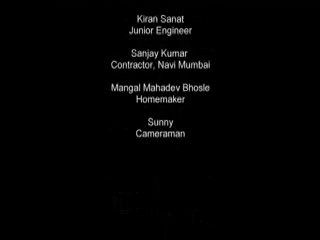 Kiran Sanat
Junior Engineer
Sanjay Kumar
Contractor, Navi Mumbai
Mangal Mahadev Bhosle
Homemaker
Sunny
Cameraman